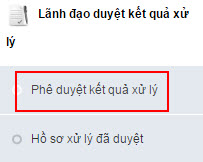 Lãnh đạo duyệt kết quả xử
lý
Phê duyệt kết quả xử lý
Hồ sơ xử lý đã duyệt